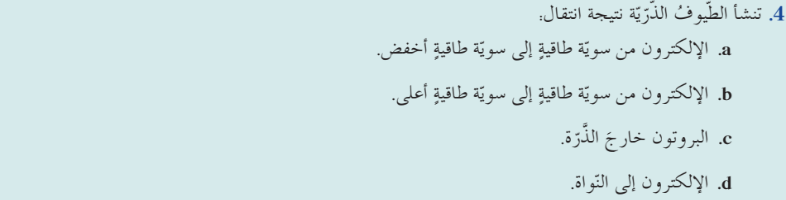 4. تنشأ الطّيوفُ الذّرّيّة نتيجة انتقال:
a. الإلكترون من سويّة طاقيةٍ إلى سويّة طاقيةٍ أخفض.
b. الإلكترون من سويّة طاقيةٍ إلى سويّة طاقيةٍ أعلى.
c. البروتون خارجَ الذَّرّة.
d. الإلكترون إلى النّواة.